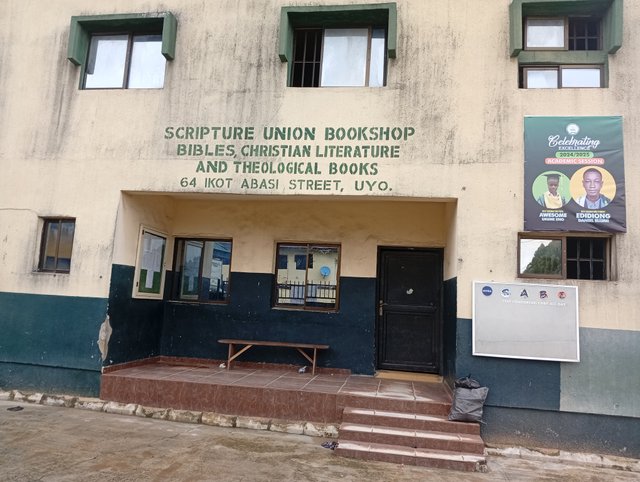 SCRIPTURE UNION BOOKSHOP
BIBLES, CHRISTIAN LITERATURE
AND THEOLOGICAL BOOKS
64 IKOT ABASI STREET, UYO.
Celebrating
EXCELLENCE
2024/2025
ACADEMIC SESSION
AWESOME
EDIDIONG